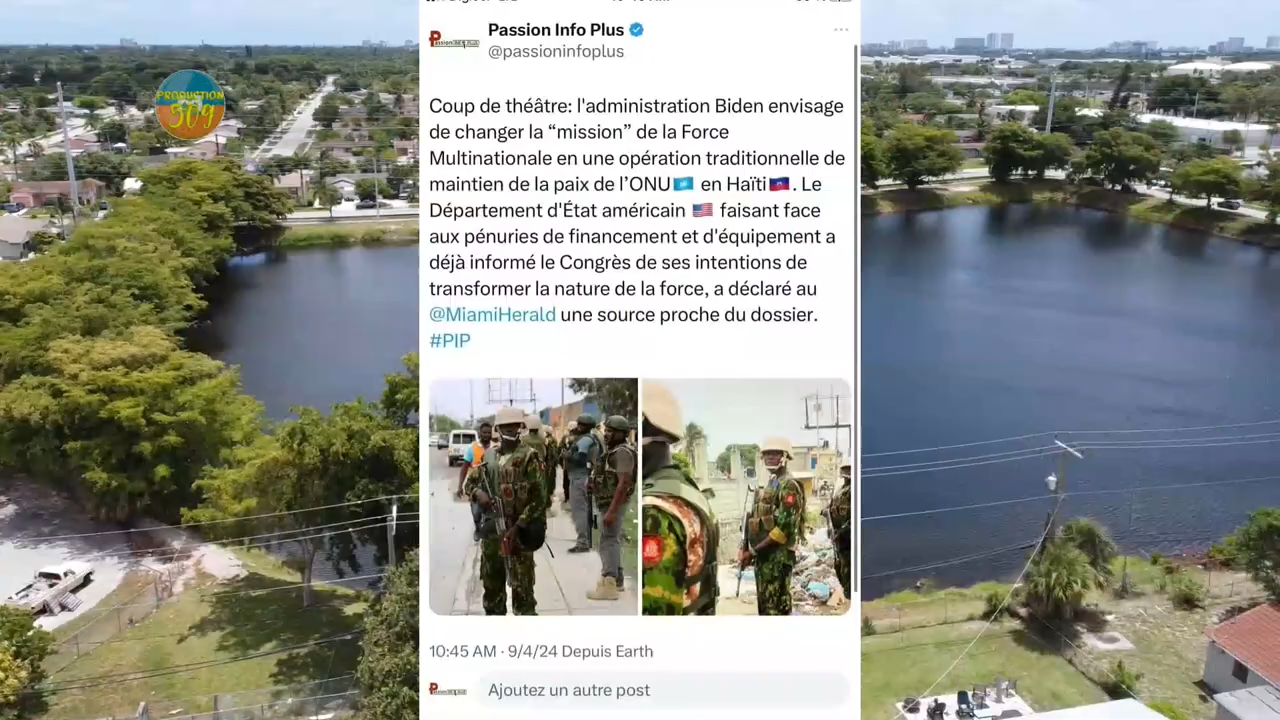 Passion Info Plus
@passioninfoplus
PRODUCTION
509
Coup de théâtre: l'administration Biden envisage
de changer la “mission” de la Force
Multinationale en une opération traditionnelle de
maintien de la paix de l’ONU🇺🇳 en Haïti🇭🇹. Le
Département d'État américain 🇺🇸 faisant face
aux pénuries de financement et d'équipement a
déjà informé le Congrès de ses intentions de
transformer la nature de la force, a déclaré au
@MiamiHerald une source proche du dossier.
#PIP
10:45 AM · 9/4/24 Depuis Earth
Ajoutez un autre post